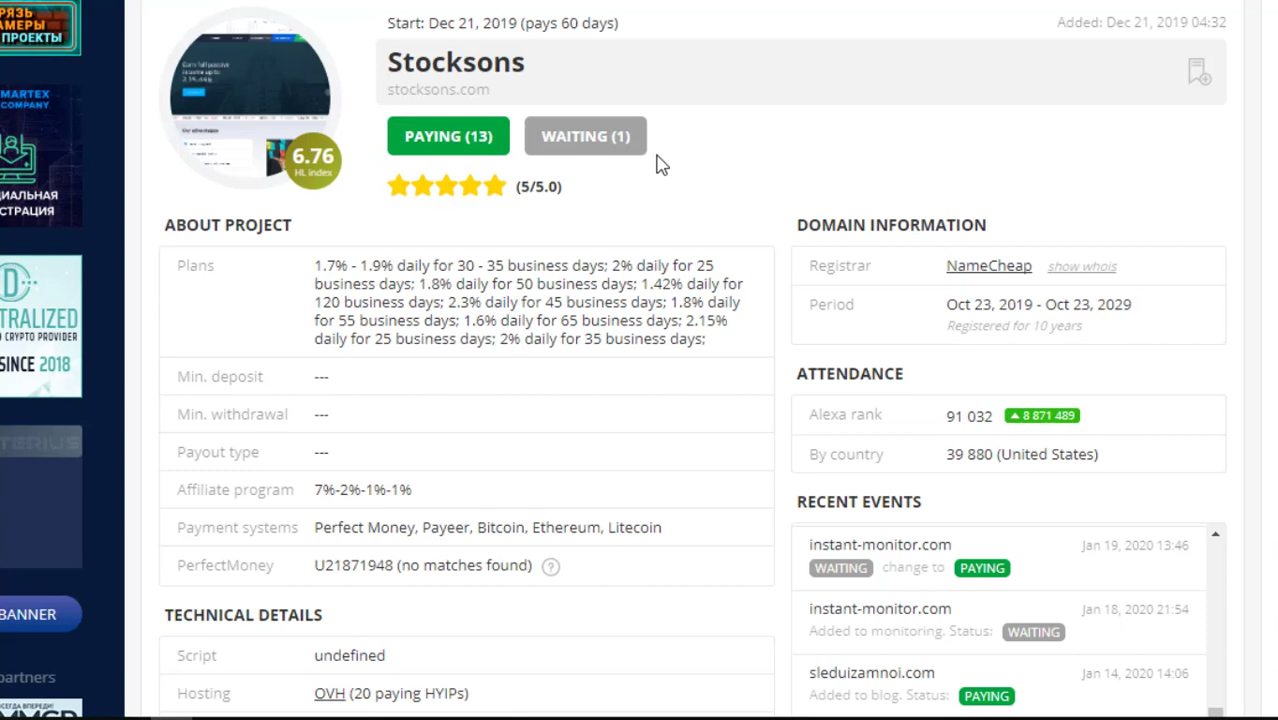 РЯЗЬ
АМЕРЫ
ПРОЕКТЫ
MARTEX
COMPANY
ЦИАЛЬНАЯ
СТРАЦИЯ
TRALIZED
CRYPTO PROVIDER
SINCE 2018
TERIUS
BANNER
partners
СЕГДА ВПЕРЕДИ!
Start: Dec 21, 2019 (pays 60 days)
Added: Dec 21, 2019 04:32
Stocksons
stocksons.com
6.76
HL index
PAYING (13)
WAITING (1)
(5/5.0)
ABOUT PROJECT
Plans
1.7% - 1.9% daily for 30 - 35 business days; 2% daily for 25
business days; 1.8% daily for 50 business days; 1.42% daily for
120 business days; 2.3% daily for 45 business days; 1.8% daily
for 55 business days; 1.6% daily for 65 business days; 2.15%
daily for 25 business days; 2% daily for 35 business days;
Min. deposit ---
Min. withdrawal ---
Payout type ---
Affiliate program 7%-2%-1%-1%
Payment systems Perfect Money, Payeer, Bitcoin, Ethereum, Litecoin
PerfectMoney U21871948 (no matches found) ?
TECHNICAL DETAILS
Script undefined
Hosting OVH (20 paying HYIPs)
DOMAIN INFORMATION
Registrar NameCheap show whois
Period Oct 23, 2019 - Oct 23, 2029
Registered for 10 years
ATTENDANCE
Alexa rank 91 032 8 871 489
By country 39 880 (United States)
RECENT EVENTS
instant-monitor.com Jan 19, 2020 13:46
WAITING change to PAYING
instant-monitor.com Jan 18, 2020 21:54
Added to monitoring. Status: WAITING
sleduizamnoi.com Jan 14, 2020 14:06
Added to blog. Status: PAYING